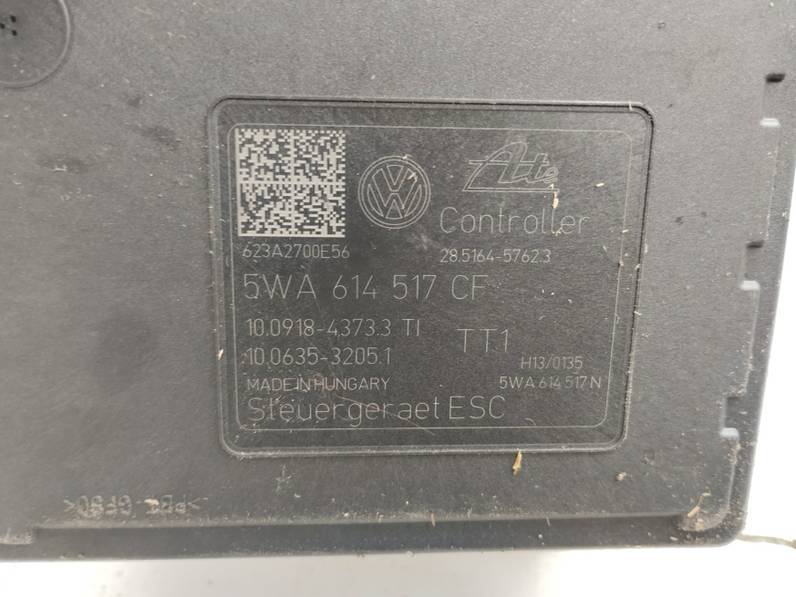 Ate
Controller
623A2700E56
28.5164-5762.3
5WA 614 517 CF
10.0918-4373.3 TI
TT1
10.0635-3205.1
H13/0135
MADE IN HUNGARY
5WA 614 517 N
Steuergeraet ESC